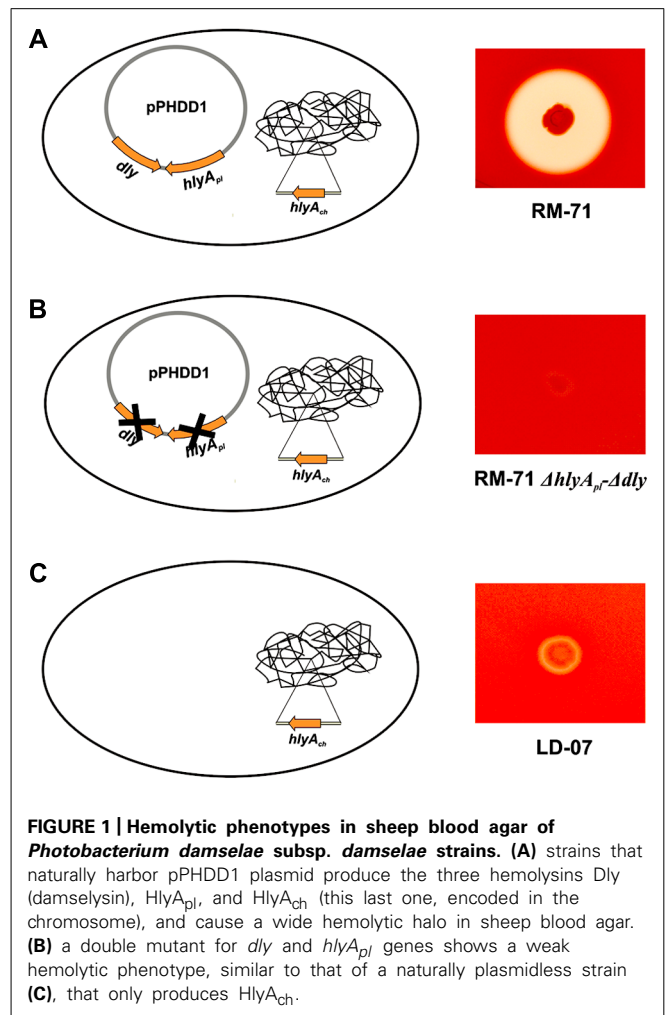 A
pPHDD1
dly
hlyApl
hlyAch
RM-71
B
pPHDD1
dly
hlyApl
hlyAch
RM-71 ΔhlyApl-Δdly
C
hlyAch
LD-07
FIGURE 1 | Hemolytic phenotypes in sheep blood agar of
Photobacterium damselae subsp. damselae strains. (A) strains that
naturally harbor pPHDD1 plasmid produce the three hemolysins Dly
(damselysin), HlyApl, and HlyAch (this last one, encoded in the
chromosome), and cause a wide hemolytic halo in sheep blood agar.
(B) a double mutant for dly and hlyApl genes shows a weak
hemolytic phenotype, similar to that of a naturally plasmidless strain
(C), that only produces HlyAch.